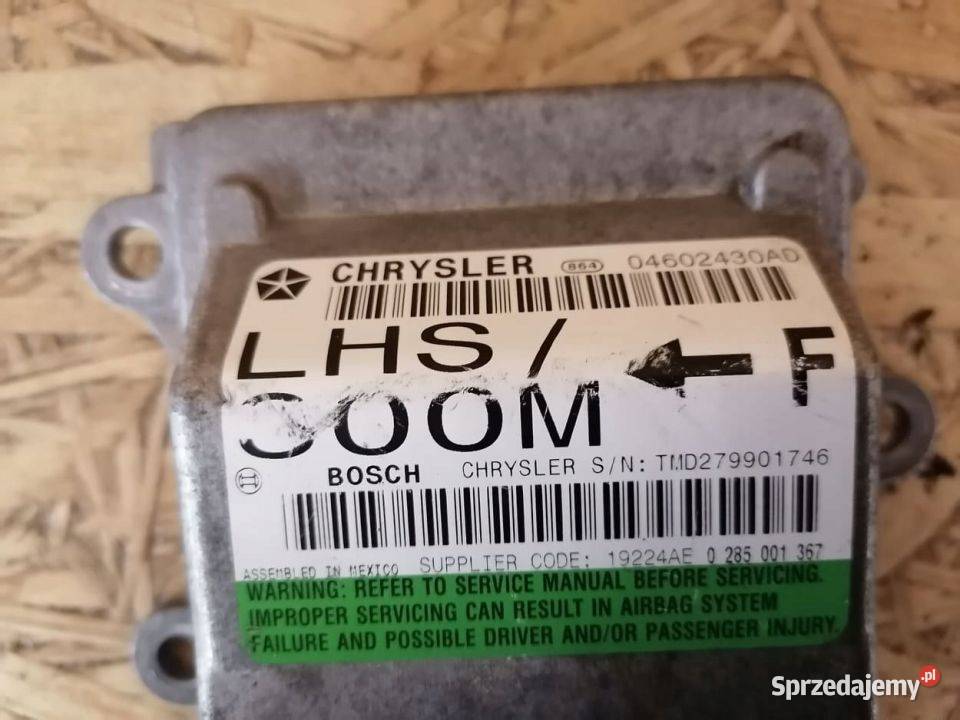 CHRYSLER 864 04602430AD
LHS/ F
300M
BOSCH CHRYSLER S/N: TMD279901746
ASSEMBLED IN MEXICO SUPPLIER CODE: 19224AE 0 285 001 367
WARNING: REFER TO SERVICE MANUAL BEFORE SERVICING.
IMPROPER SERVICING CAN RESULT IN AIRBAG SYSTEM
FAILURE AND POSSIBLE DRIVER AND/OR PASSENGER INJURY.
Sprzedajemy.pl